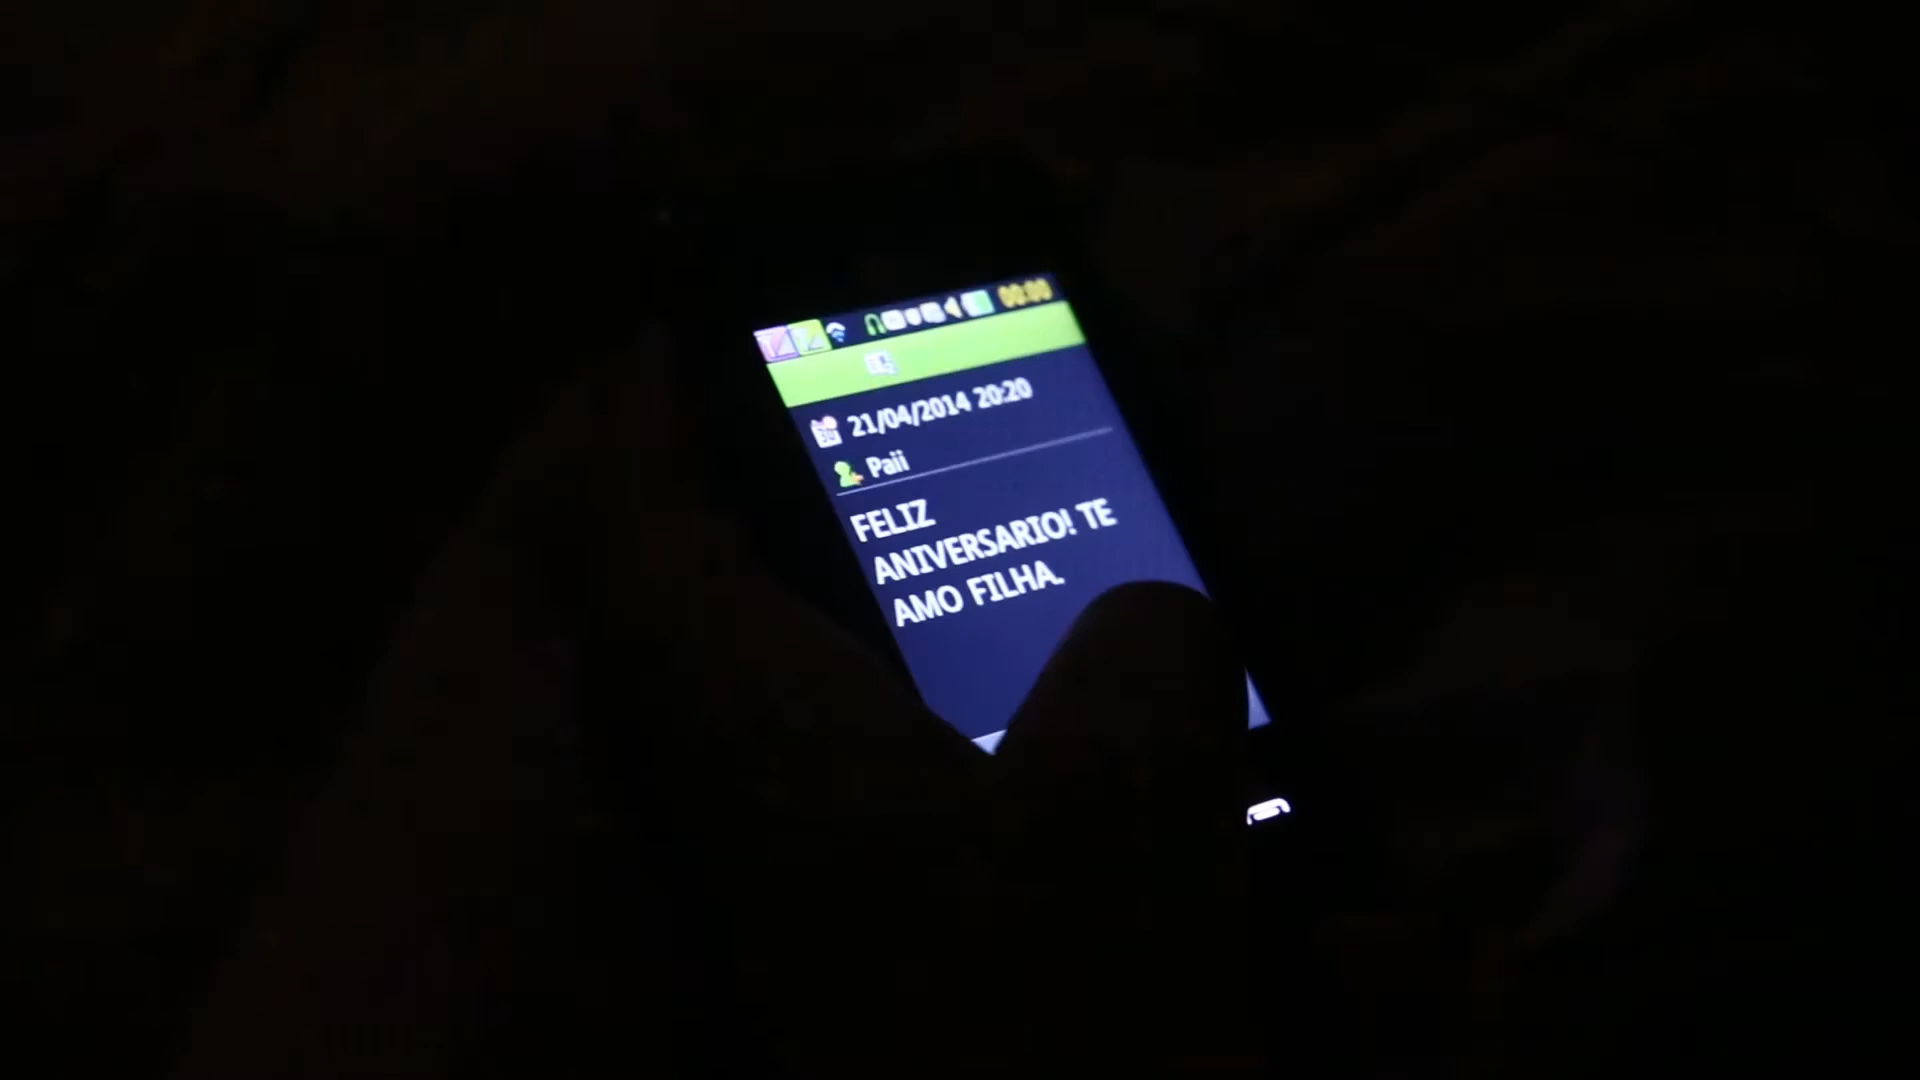 00:00
21/04/2014 20:20
Paii
FELIZ
ANIVERSARIO! TE
AMO FILHA.